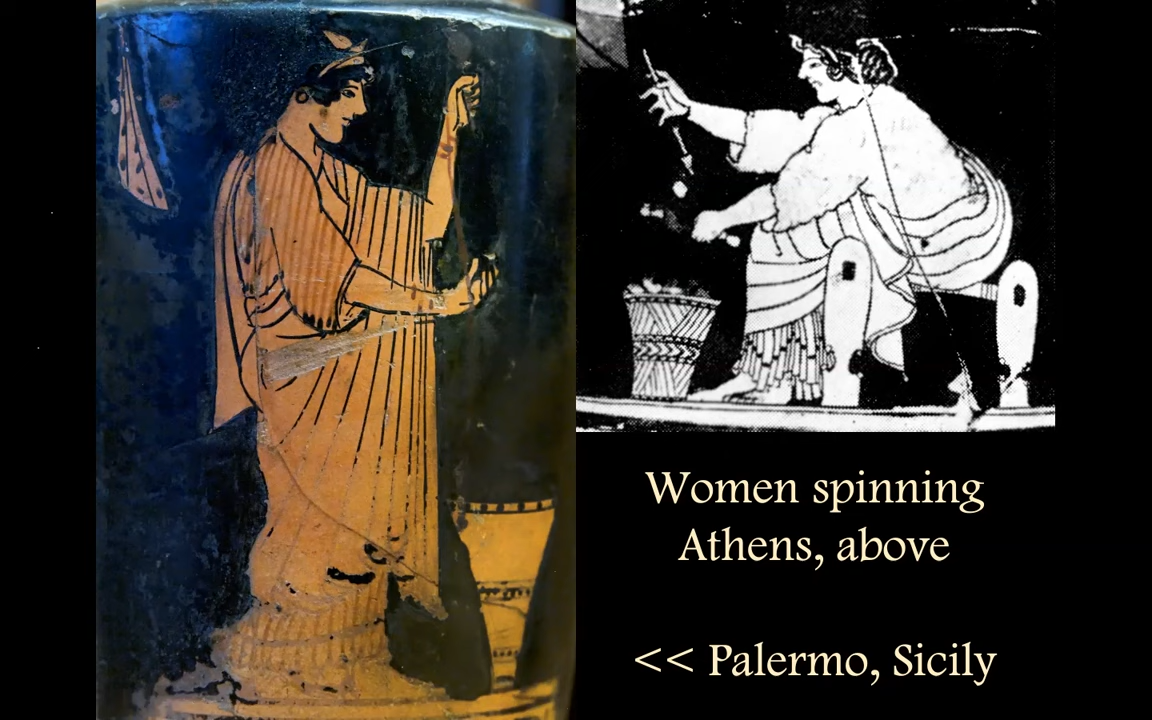 Women spinning
Athens, above
<< Palermo, Sicily